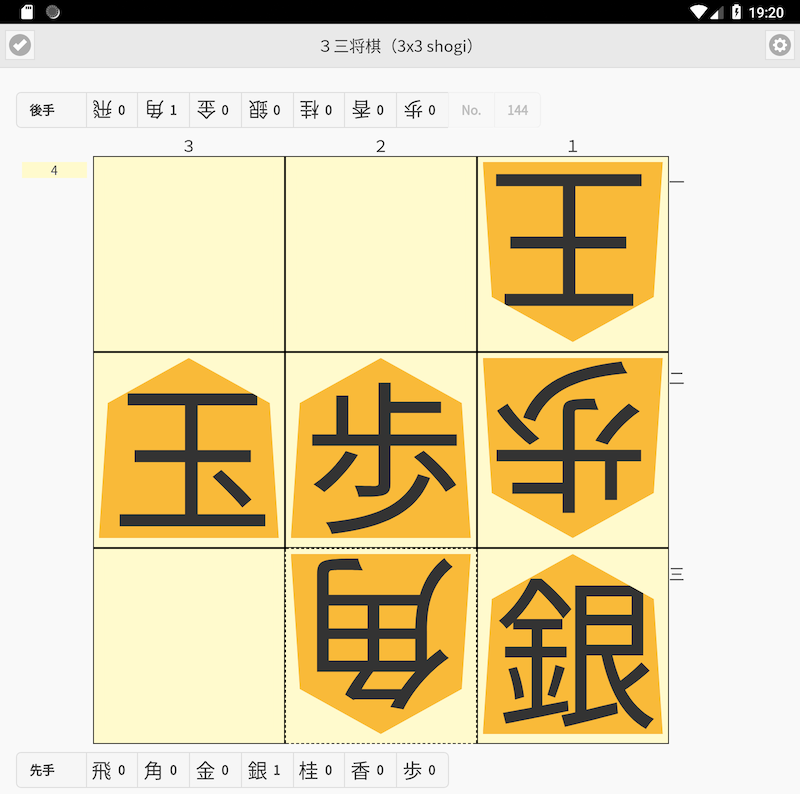 19:20
３三将棋（3x3 shogi）
後手 飛 0 角 1 金 0 銀 0 桂 0 香 0 歩 0 No. 144
３ ２ １
4 王 一
玉 歩 歩 二
角 銀 三
先手 飛 0 角 0 金 0 銀 1 桂 0 香 0 歩 0